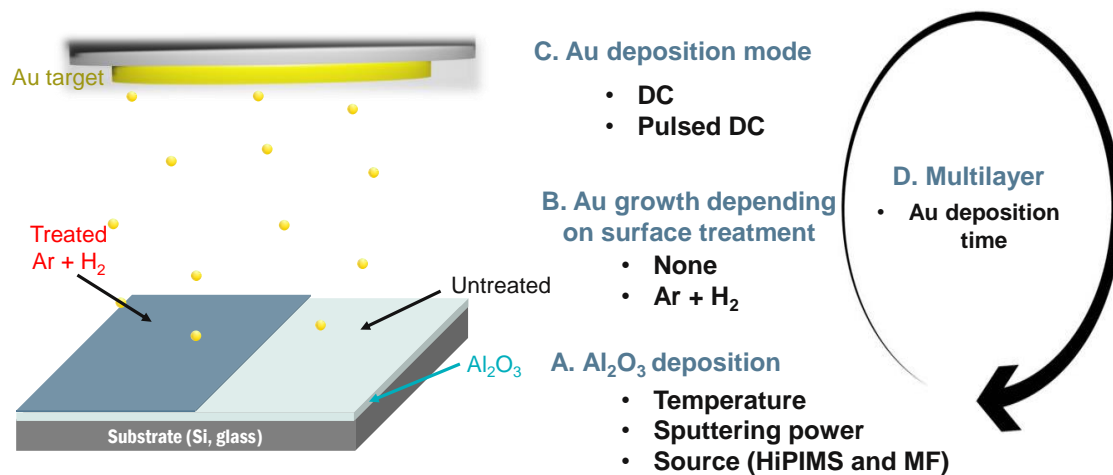 Au target
Treated
Ar + H₂
Untreated
Al₂O₃
Substrate (Si, glass)
C. Au deposition mode
• DC
• Pulsed DC
B. Au growth depending
on surface treatment
• None
• Ar + H₂
A. Al₂O₃ deposition
• Temperature
• Sputtering power
• Source (HiPIMS and MF)
D. Multilayer
• Au deposition
time